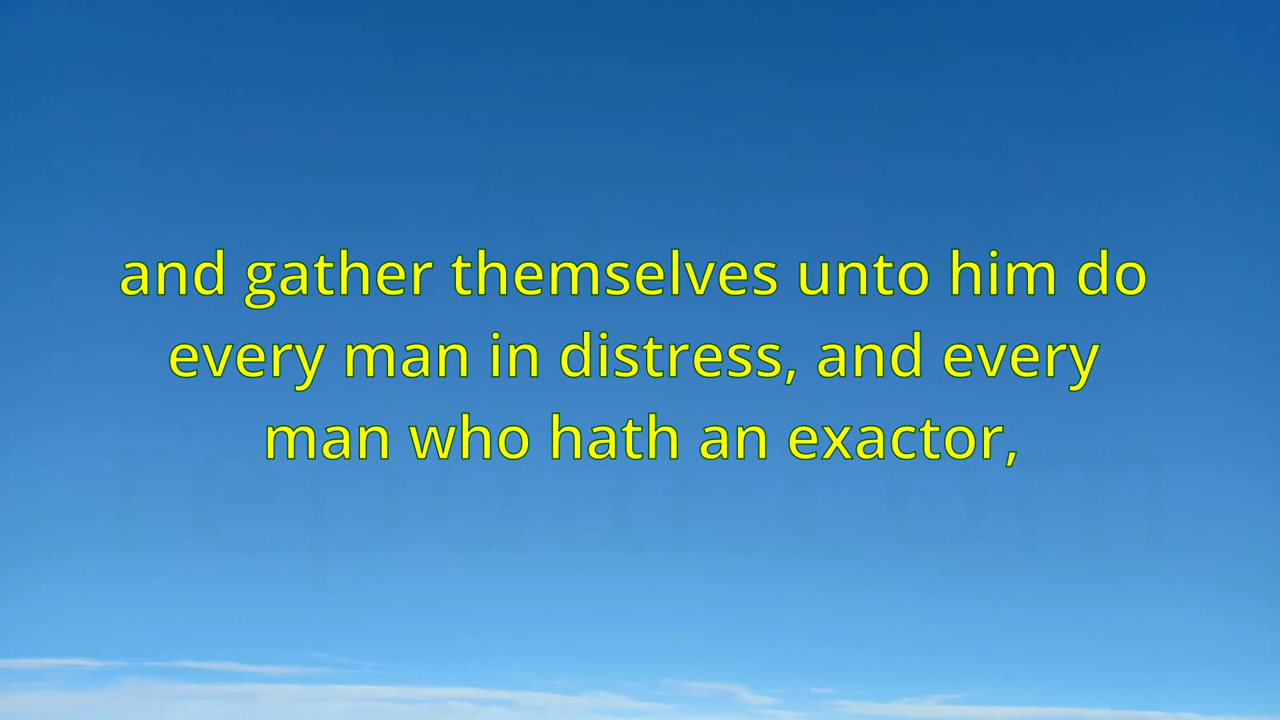 and gather themselves unto him do
every man in distress, and every
man who hath an exactor,